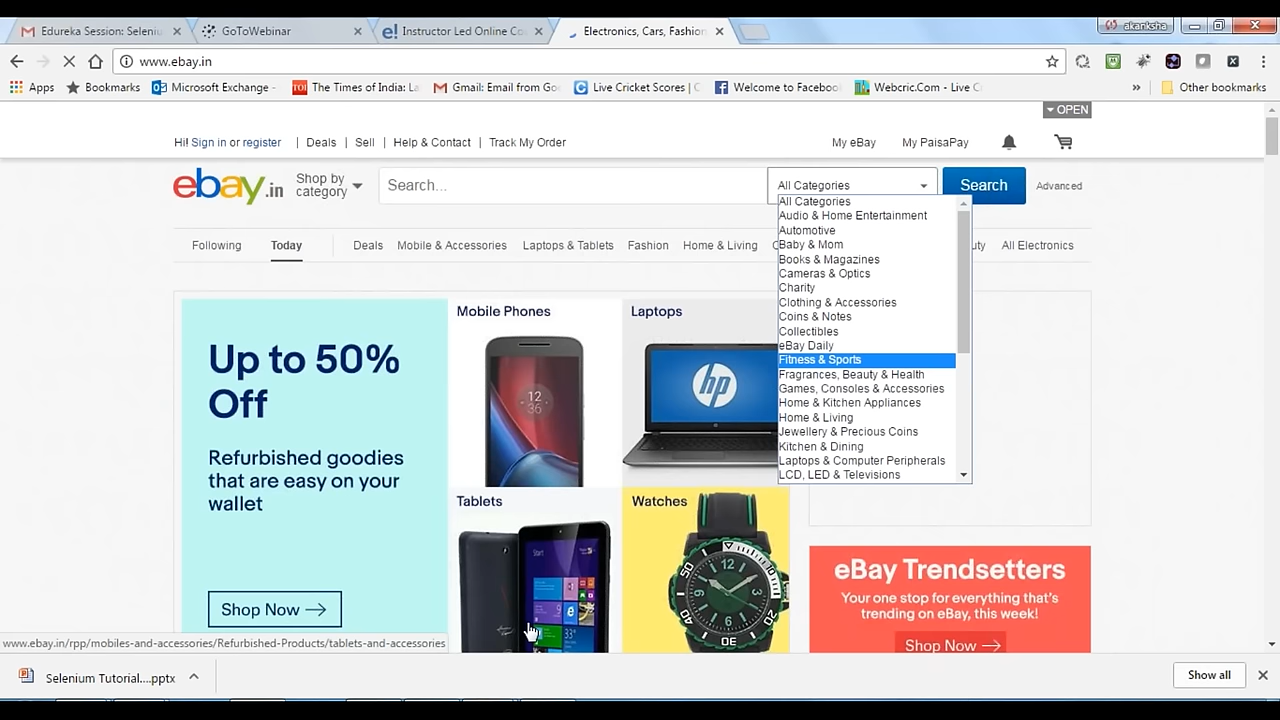 Edureka Session: Seleniu
GoToWebinar
Instructor Led Online Co
Electronics, Cars, Fashion
akanksha
www.ebay.in
Apps
Bookmarks
Microsoft Exchange -
The Times of India: La
Gmail: Email from Go
Live Cricket Scores | C
Welcome to Facebook
Webcric.Com - Live C
»
Other bookmarks
OPEN
Hi! Sign in or register | Deals | Sell | Help & Contact | Track My Order
My eBay
My PaisaPay
ebay.in
Shop by
category
Search...
All Categories
Search
Advanced
All Categories
Audio & Home Entertainment
Automotive
Baby & Mom
Books & Magazines
Cameras & Optics
Charity
Clothing & Accessories
Coins & Notes
Collectibles
eBay Daily
Fitness & Sports
Fragrances, Beauty & Health
Games, Consoles & Accessories
Home & Kitchen Appliances
Home & Living
Jewellery & Precious Coins
Kitchen & Dining
Laptops & Computer Peripherals
LCD, LED & Televisions
Following
Today
Deals
Mobile & Accessories
Laptops & Tablets
Fashion
Home & Living
All Electronics
Up to 50%
Off
Refurbished goodies
that are easy on your
wallet
Shop Now
Mobile Phones
12
36
Laptops
hp
Tablets
Start
Watches
eBay Trendsetters
Your one stop for everything that's
trending on eBay, this week!
Shop Now
www.ebay.in/rpp/mobiles-and-accessories/Refurbished-Products/tablets-and-accessories
Selenium Tutorial....pptx
Show all